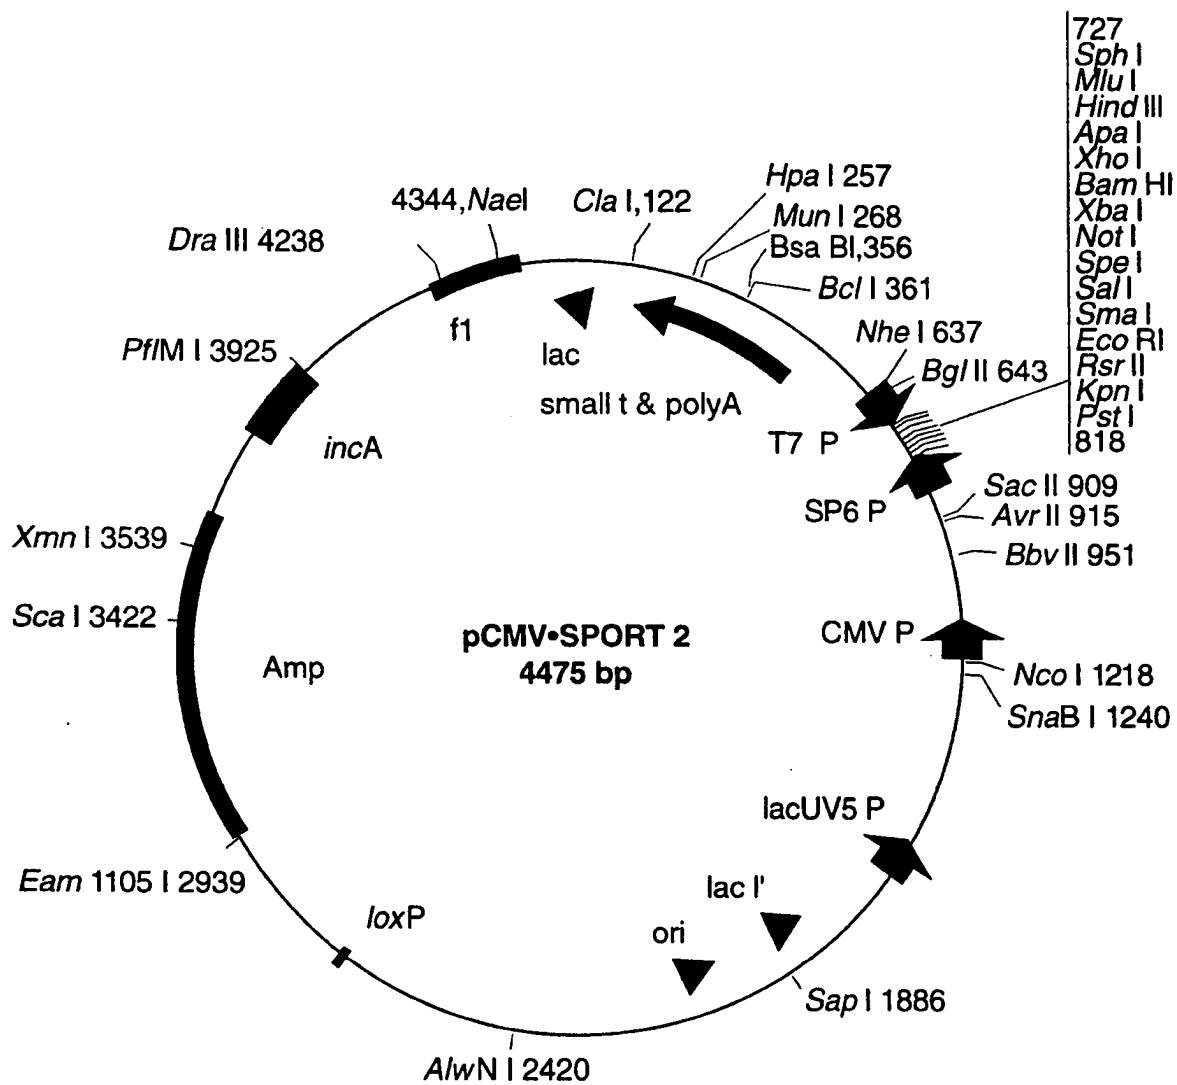 727
Sph I
Mlu I
Hind III
Apa I
Xho I
Bam HI
Xba I
Not I
Spe I
Sal I
Sma I
Eco RI
Rsr II
Kpn I
Pst I
818
Hpa I 257
4344,NaeI
Cla I,122
Mun I 268
Dra III 4238
Bsa BI,356
Bcl I 361
f1
Nhe I 637
PflM I 3925
lac
Bgl II 643
small t & polyA
T7 P
incA
Sac II 909
SP6 P
Avr II 915
Xmn I 3539
Bbv II 951
Sca I 3422
CMV P
pCMV•SPORT 2
4475 bp
Amp
Nco I 1218
SnaB I 1240
lacUV5 P
Eam 1105 I 2939
lac I'
loxP
ori
Sap I 1886
AlwN I 2420